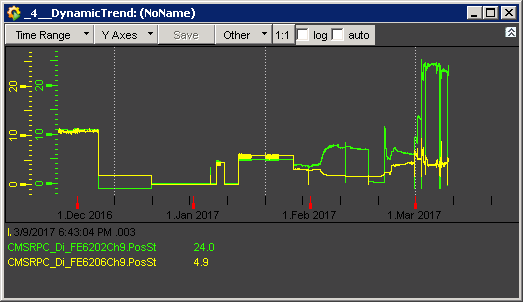 _4__DynamicTrend: (NoName)
Time Range Y Axes Save Other 1:1 log auto
20 20
10 10
0 0
1.Dec 2016 1.Jan 2017 1.Feb 2017 1.Mar 2017
3/9/2017 6:43:04 PM .003
CMSRPC_Di_FE6202Ch9.PosSt 24.0
CMSRPC_Di_FE6206Ch9.PosSt 4.9